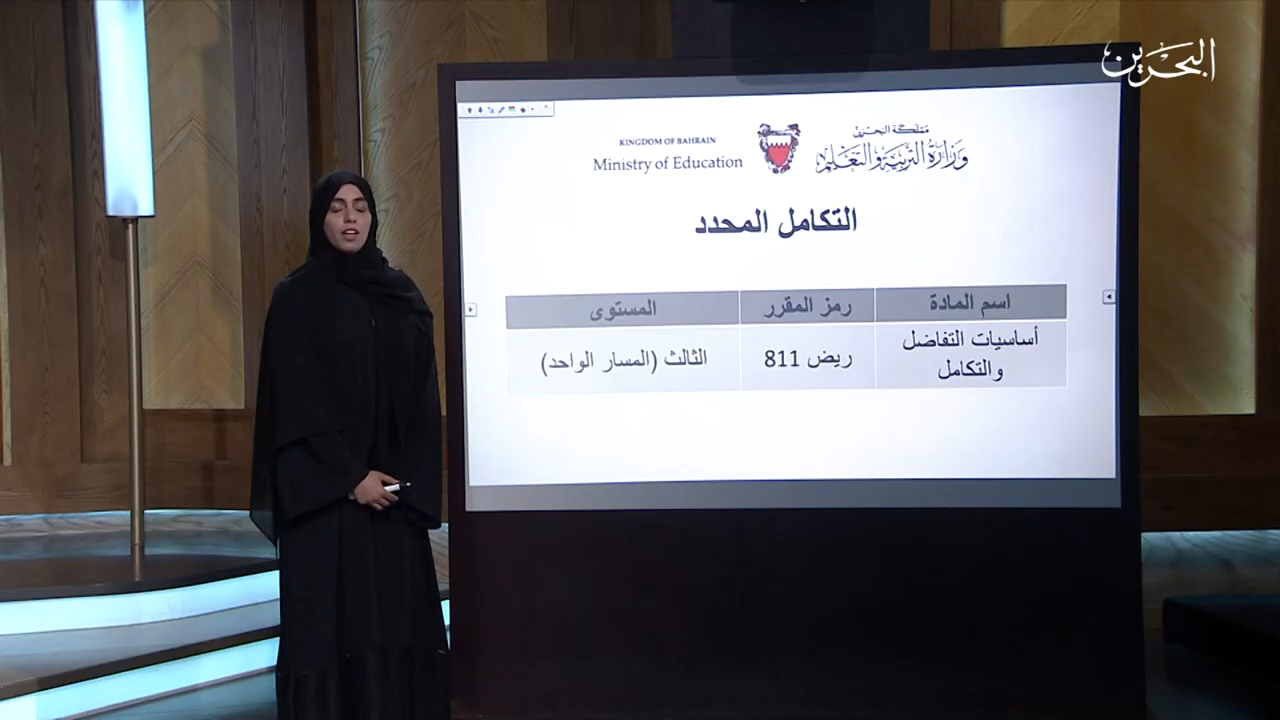 البحرين
KINGDOM OF BAHRAIN
Ministry of Education
مملكة البحرين
وزارة التربية والتعليم
التكامل المحدد
اسم المادة رمز المقرر المستوى
أساسيات التفاضل والتكامل ريض 811 الثالث (المسار الواحد)